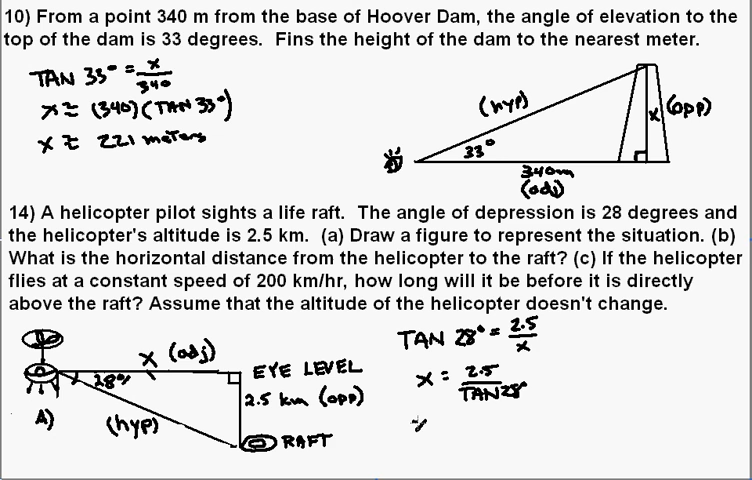 10) From a point 340 m from the base of Hoover Dam, the angle of elevation to the
top of the dam is 33 degrees. Fins the height of the dam to the nearest meter.
TAN 33° = x/340
x ≈ (340)(TAN 33°)
x ≈ 221 meters
(hyp)
x (opp)
33°
340m
(adj)
14) A helicopter pilot sights a life raft. The angle of depression is 28 degrees and
the helicopter's altitude is 2.5 km. (a) Draw a figure to represent the situation. (b)
What is the horizontal distance from the helicopter to the raft? (c) If the helicopter
flies at a constant speed of 200 km/hr, how long will it be before it is directly
above the raft? Assume that the altitude of the helicopter doesn't change.
x (adj)
28°
EYE LEVEL
2.5 km (opp)
A)
(hyp)
RAFT
TAN 28° = 2.5/x
x = 2.5/TAN 28°